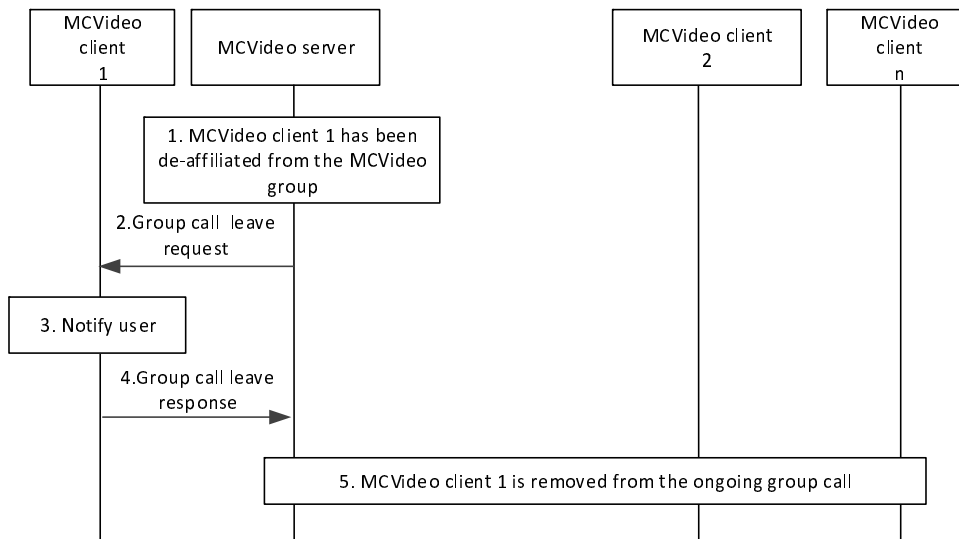 MCVideo
client
1
MCVideo server
MCVideo client
2
MCVideo
client
n
1. MCVideo client 1 has been
de-affiliated from the MCVideo
group
2.Group call leave
request
3. Notify user
4.Group call leave
response
5. MCVideo client 1 is removed from the ongoing group call